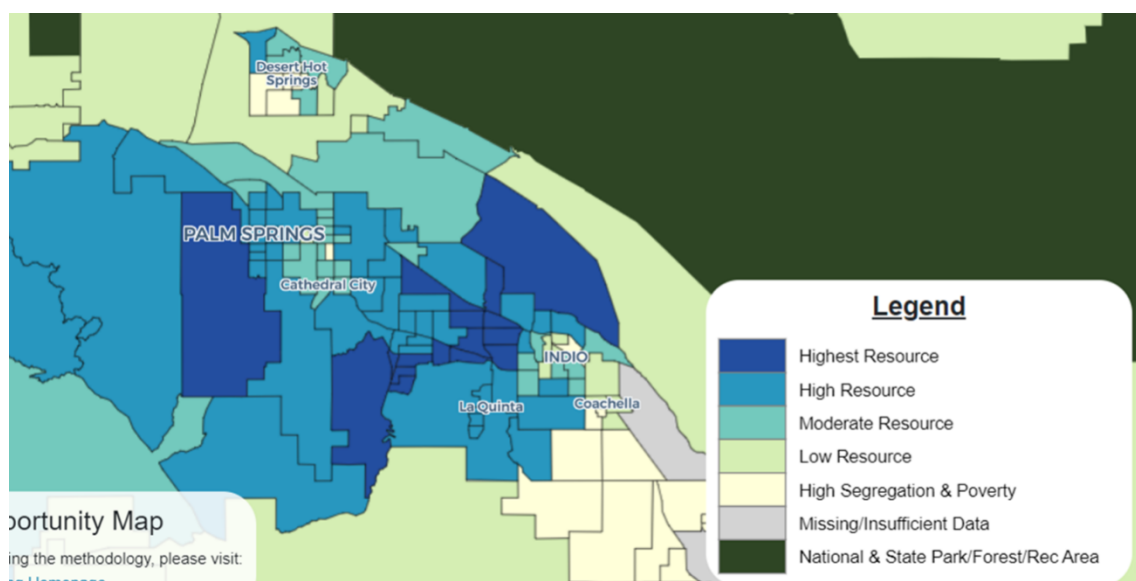 Desert Hot
Springs
PALM SPRINGS
Cathedral City
INDIO
La Quinta
Coachella
Legend
Highest Resource
High Resource
Moderate Resource
Low Resource
High Segregation & Poverty
Missing/Insufficient Data
National & State Park/Forest/Rec Area
portunity Map
ing the methodology, please visit:
Homepage